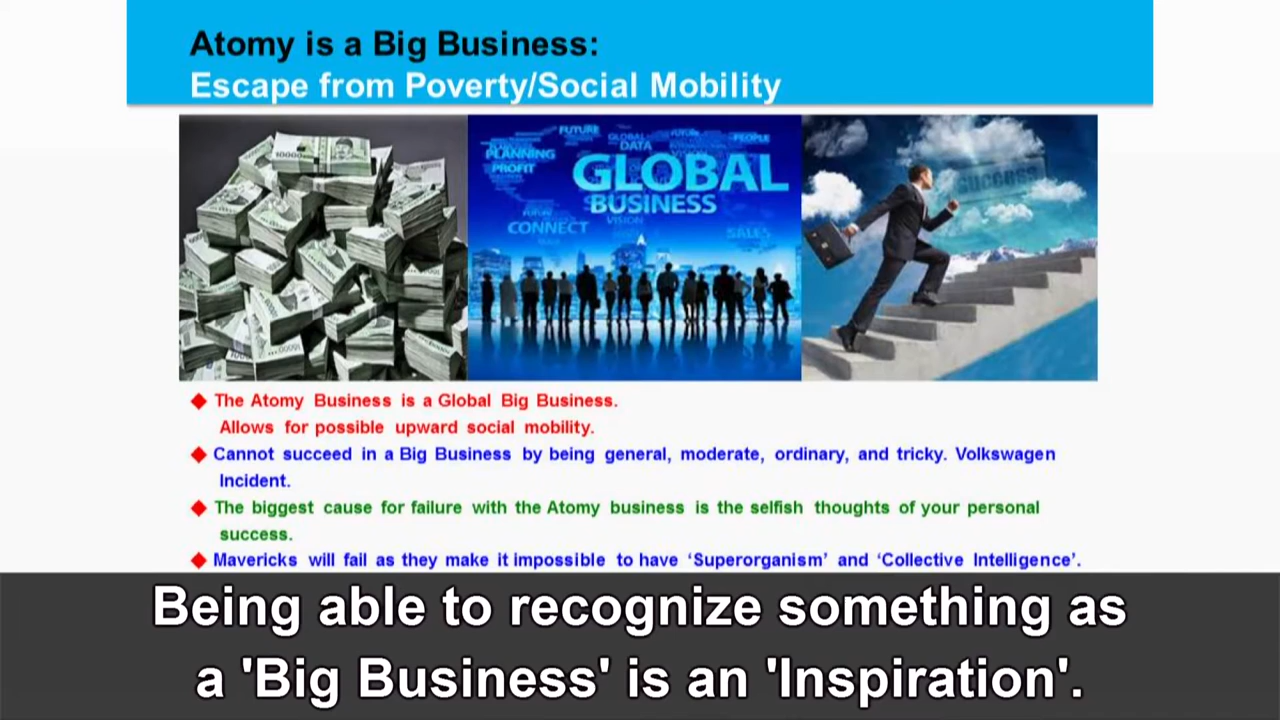 Atomy is a Big Business:
Escape from Poverty/Social Mobility
10000
FUTURE
GLOBAL
DATA
PEOPLE
PLANNING
PROFIT
GLOBAL
BUSINESS
VISION
CONNECT
SALES
SUCCESS
The Atomy Business is a Global Big Business.
Allows for possible upward social mobility.
Cannot succeed in a Big Business by being general, moderate, ordinary, and tricky. Volkswagen
Incident.
The biggest cause for failure with the Atomy business is the selfish thoughts of your personal
success.
Mavericks will fail as they make it impossible to have ‘Superorganism’ and ‘Collective Intelligence’.
Being able to recognize something as
a 'Big Business' is an 'Inspiration'.